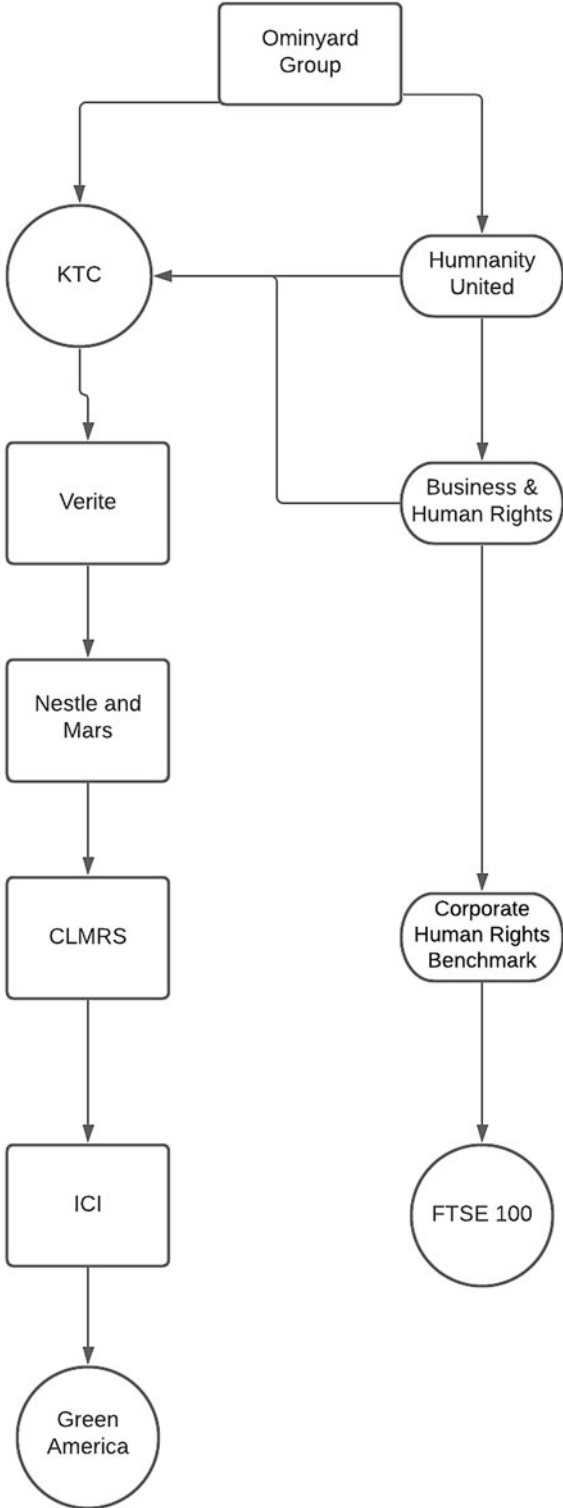 Ominyard
Group
KTC
Humnanity
United
Business &
Human Rights
Verite
Nestle and
Mars
CLMRS
Corporate
Human Rights
Benchmark
ICI
FTSE 100
Green
America